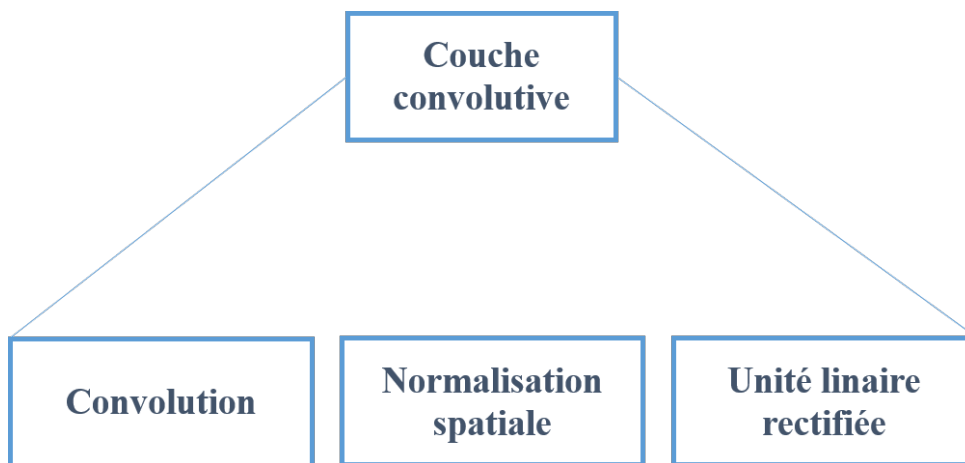 Couche
convolutive
Convolution
Normalisation
spatiale
Unité linaire
rectifiée